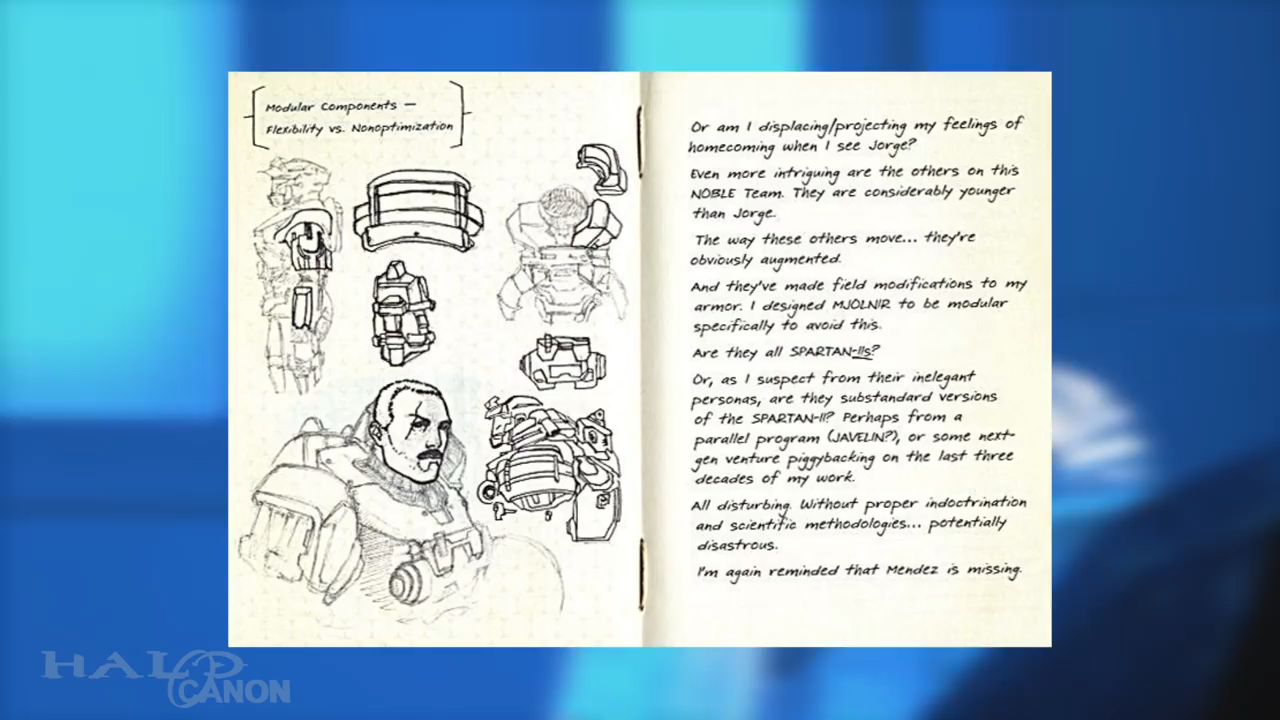 Modular Components —
Flexibility vs. Nonoptimization
Or am I displacing/projecting my feelings of
homecoming when I see Jorge?
Even more intriguing are the others on this
NOBLE Team. They are considerably younger
than Jorge.
The way these others move... they're
obviously augmented.
And they've made field modifications to my
armor. I designed MJOLNIR to be modular
specifically to avoid this.
Are they all SPARTAN-IIs?
Or, as I suspect from their inelegant
personas, are they substandard versions
of the SPARTAN-II? Perhaps from a
parallel program (JAVELIN?), or some next-
gen venture piggybacking on the last three
decades of my work.
All disturbing. Without proper indoctrination
and scientific methodologies... potentially
disastrous.
I'm again reminded that Mendez is missing.
HALO
CANON